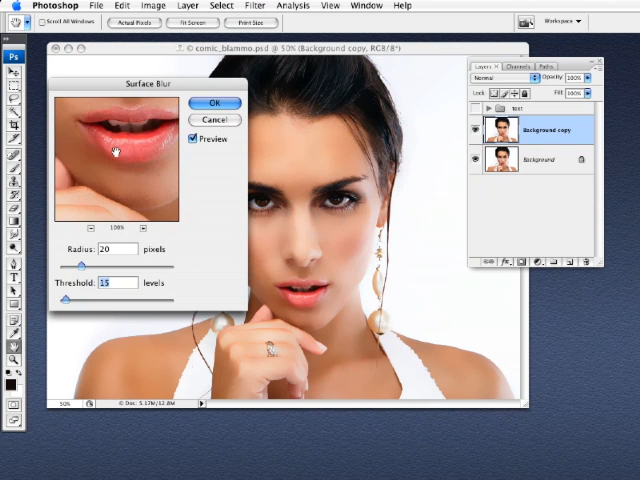 Photoshop File Edit Image Layer Select Filter Analysis View Window Help
Scroll All Windows Actual Pixels Fit Screen Print Size Workspace
© comic_blammo.psd @ 50% (Background copy, RGB/8*)
Ps
Surface Blur
OK
Cancel
Preview
100%
Radius: 20 pixels
Threshold: 15 levels
Layers × Channels Paths
Normal Opacity: 100%
Lock: Fill: 100%
text
Background copy
Background
fx
T
50% © Doc: 5.17M/12.8M